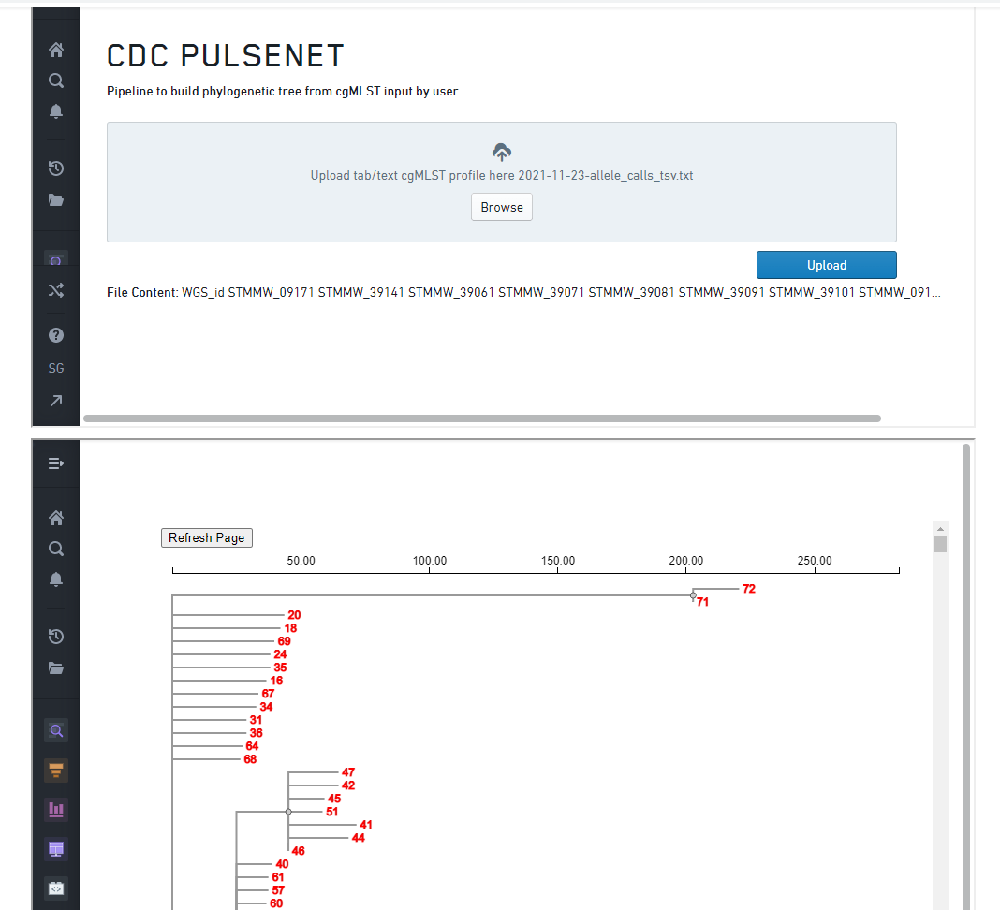 CDC PULSENET
Pipeline to build phylogenetic tree from cgMLST input by user
Upload tab/text cgMLST profile here 2021-11-23-allele_calls_tsv.txt
Browse
Upload
File Content: WGS_id STMMW_09171 STMMW_39141 STMMW_39061 STMMW_39071 STMMW_39081 STMMW_39091 STMMW_39101 STMMW_091...
SG
Refresh Page
50.00 100.00 150.00 200.00 250.00
72
71
20
18
69
24
35
16
67
34
31
36
64
68
47
42
45
51
41
44
46
40
61
57
60